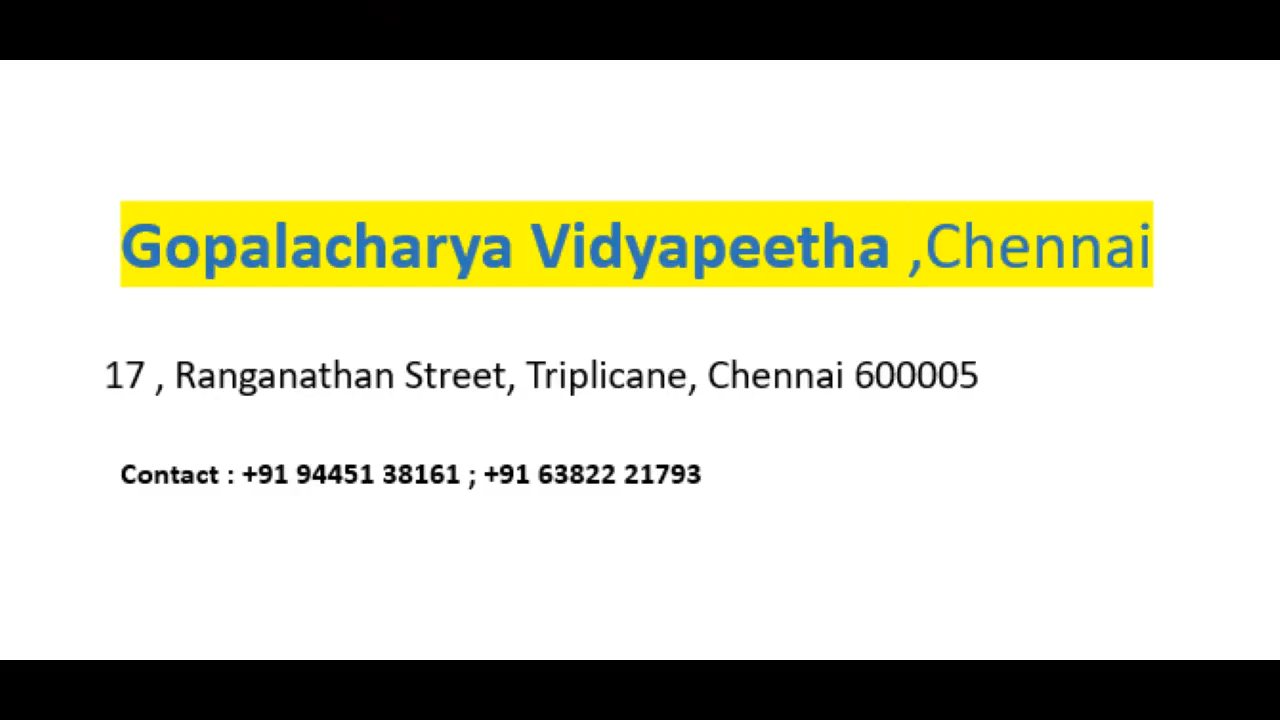 Gopalacharya Vidyapeetha ,Chennai
17 , Ranganathan Street, Triplicane, Chennai 600005
Contact : +91 94451 38161 ; +91 63822 21793